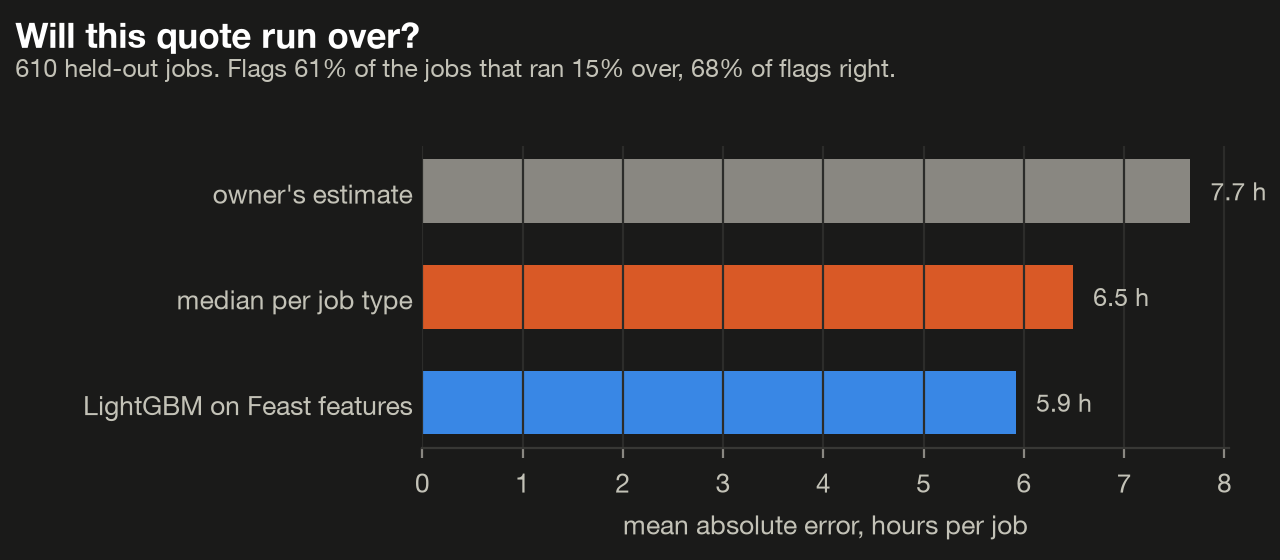 Will this quote run over?
610 held-out jobs. Flags 61% of the jobs that ran 15% over, 68% of flags right.
owner's estimate
7.7 h
median per job type
6.5 h
LightGBM on Feast features
5.9 h
0 1 2 3 4 5 6 7 8
mean absolute error, hours per job